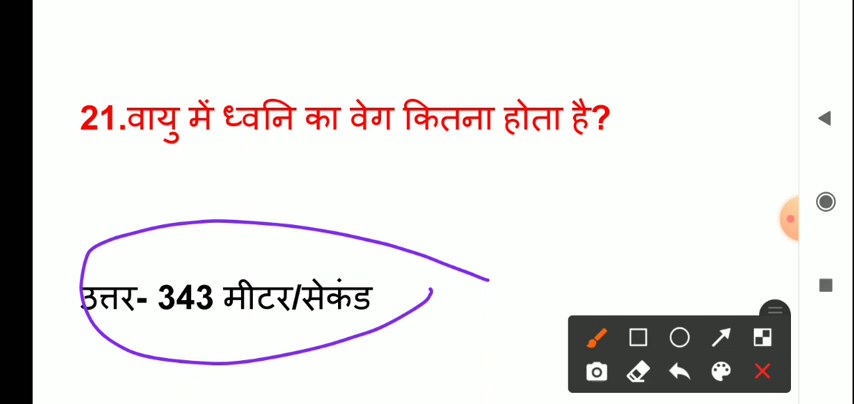 21.वायु में ध्वनि का वेग कितना होता है?
उत्तर- 343 मीटर/सेकंड